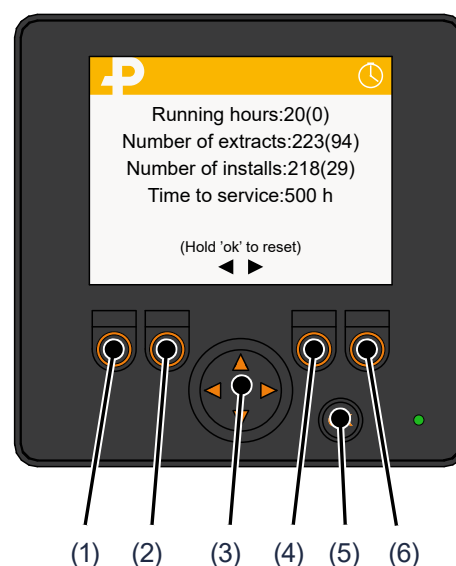 Running hours:20(0)
Number of extracts:223(94)
Number of installs:218(29)
Time to service:500 h
(Hold 'ok' to reset)
(1) (2) (3) (4) (5) (6)